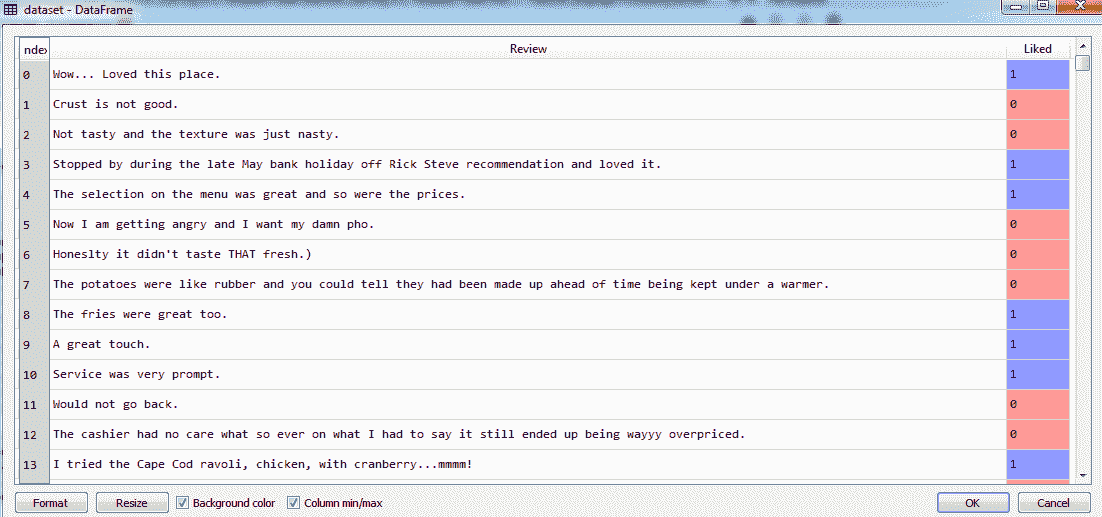 dataset - DataFrame
ndex Review Liked
0 Wow... Loved this place. 1
1 Crust is not good. 0
2 Not tasty and the texture was just nasty. 0
3 Stopped by during the late May bank holiday off Rick Steve recommendation and loved it. 1
4 The selection on the menu was great and so were the prices. 1
5 Now I am getting angry and I want my damn pho. 0
6 Honeslty it didn't taste THAT fresh.) 0
7 The potatoes were like rubber and you could tell they had been made up ahead of time being kept under a warmer. 0
8 The fries were great too. 1
9 A great touch. 1
10 Service was very prompt. 1
11 Would not go back. 0
12 The cashier had no care what so ever on what I had to say it still ended up being wayyy overpriced. 0
13 I tried the Cape Cod ravoli, chicken, with cranberry...mmmm! 1
Format Resize Background color Column min/max OK Cancel